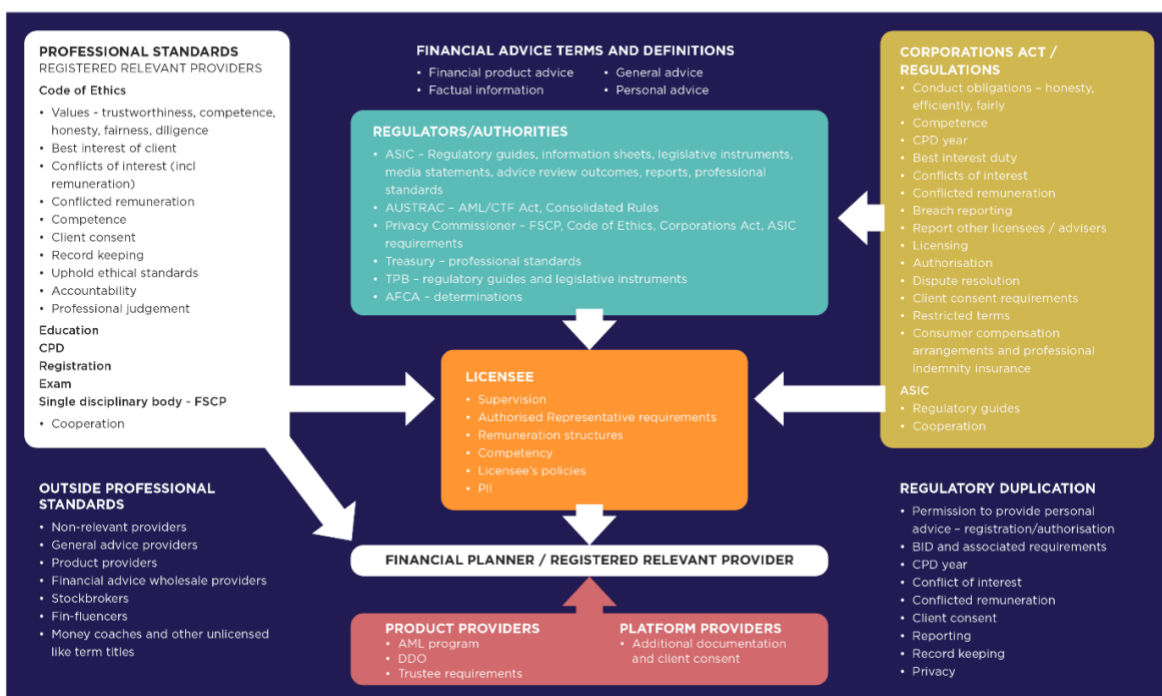 PROFESSIONAL STANDARDS
REGISTERED RELEVANT PROVIDERS
Code of Ethics
• Values - trustworthiness, competence,
honesty, fairness, diligence
• Best interest of client
• Conflicts of interest (incl
remuneration)
• Conflicted remuneration
• Competence
• Client consent
• Record keeping
• Uphold ethical standards
• Accountability
• Professional judgement
Education
CPD
Registration
Exam
Single disciplinary body - FSCP
• Cooperation
OUTSIDE PROFESSIONAL
STANDARDS
• Non-relevant providers
• General advice providers
• Product providers
• Financial advice wholesale providers
• Stockbrokers
• Fin-fluencers
• Money coaches and other unlicensed
like term titles
FINANCIAL ADVICE TERMS AND DEFINITIONS
• Financial product advice
• Factual information
• General advice
• Personal advice
REGULATORS/AUTHORITIES
• ASIC – Regulatory guides, information sheets, legislative instruments,
media statements, advice review outcomes, reports, professional
standards
• AUSTRAC – AML/CTF Act, Consolidated Rules
• Privacy Commissioner – FSCP, Code of Ethics, Corporations Act, ASIC
requirements
• Treasury – professional standards
• TPB – regulatory guides and legislative instruments
• AFCA – determinations
LICENSEE
• Supervision
• Authorised Representative requirements
• Remuneration structures
• Competency
• Licensee's policies
• PII
FINANCIAL PLANNER / REGISTERED RELEVANT PROVIDER
PRODUCT PROVIDERS
• AML program
• DDO
• Trustee requirements
PLATFORM PROVIDERS
• Additional documentation
and client consent
CORPORATIONS ACT /
REGULATIONS
• Conduct obligations – honesty,
efficiently, fairly
• Competence
• CPD year
• Best interest duty
• Conflicts of interest
• Conflicted remuneration
• Breach reporting
• Report other licensees / advisers
• Licensing
• Authorisation
• Dispute resolution
• Client consent requirements
• Restricted terms
• Consumer compensation
arrangements and professional
indemnity insurance
ASIC
• Regulatory guides
• Cooperation
REGULATORY DUPLICATION
• Permission to provide personal
advice – registration/authorisation
• BID and associated requirements
• CPD year
• Conflict of interest
• Conflicted remuneration
• Client consent
• Reporting
• Record keeping
• Privacy